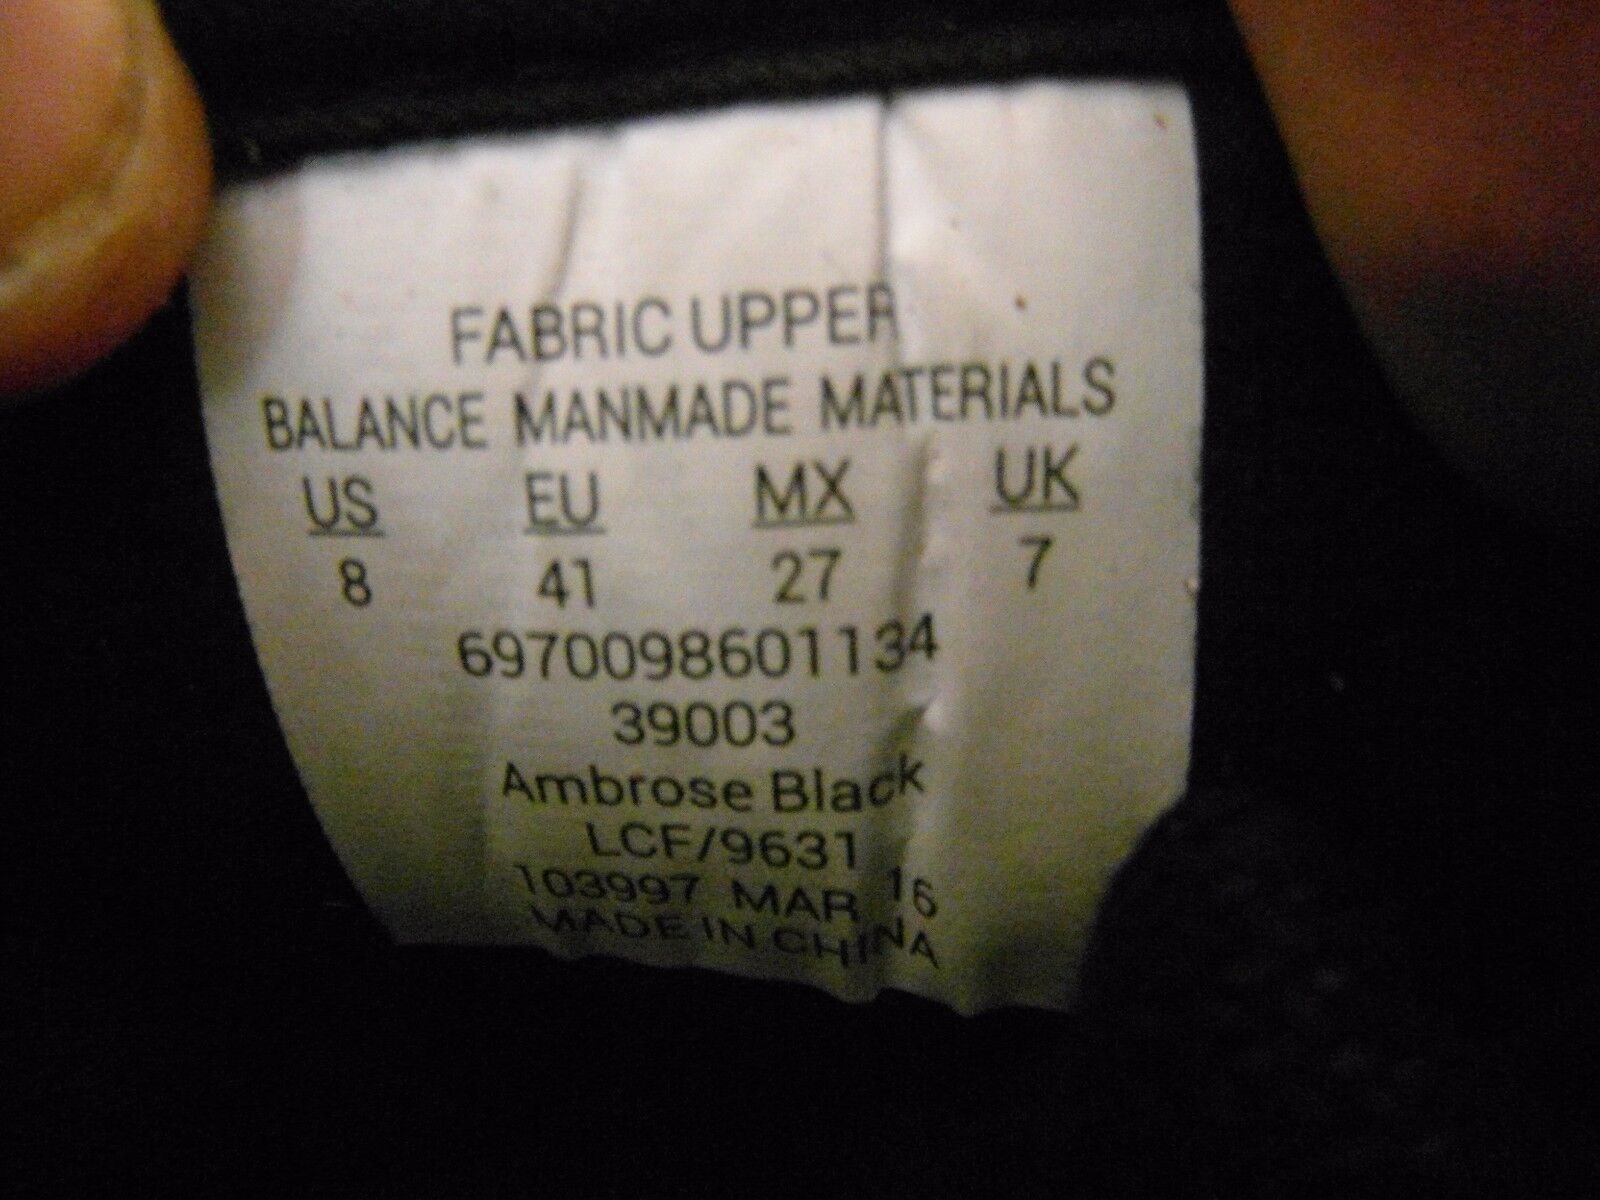 FABRIC UPPER
BALANCE MANMADE MATERIALS
US EU MX UK
8 41 27 7
6970098601134
39003
Ambrose Black
LCF/9631
103997 MAR 16
MADE IN CHINA